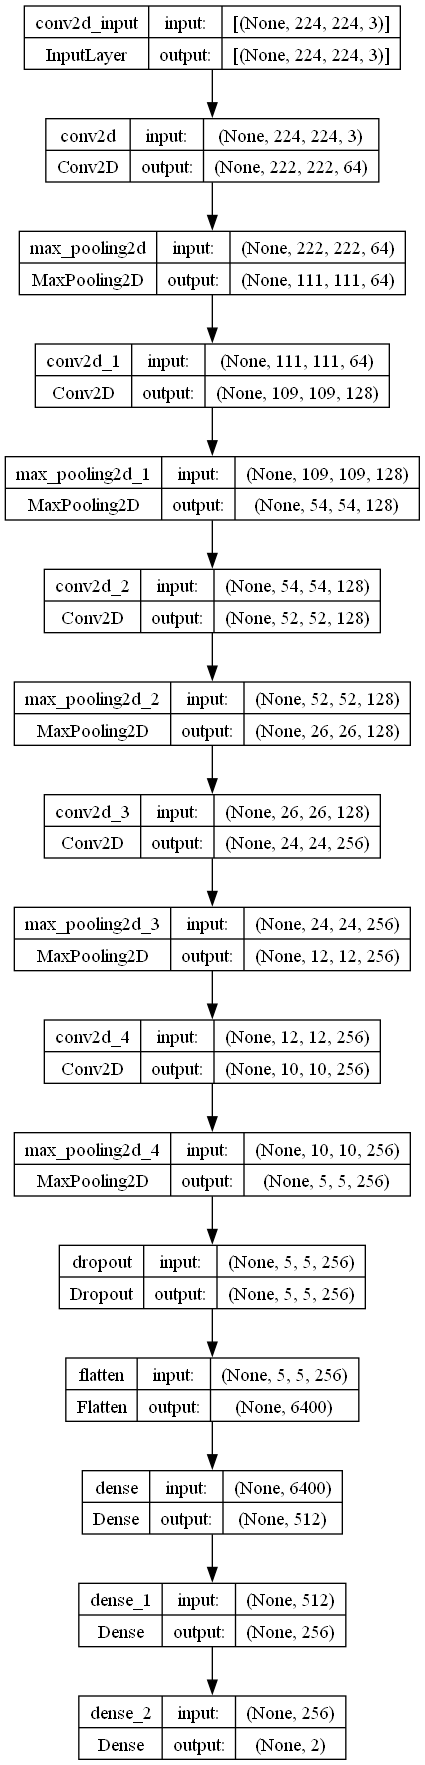 conv2d_input input: [(None, 224, 224, 3)]
InputLayer output: [(None, 224, 224, 3)]
conv2d input: (None, 224, 224, 3)
Conv2D output: (None, 222, 222, 64)
max_pooling2d input: (None, 222, 222, 64)
MaxPooling2D output: (None, 111, 111, 64)
conv2d_1 input: (None, 111, 111, 64)
Conv2D output: (None, 109, 109, 128)
max_pooling2d_1 input: (None, 109, 109, 128)
MaxPooling2D output: (None, 54, 54, 128)
conv2d_2 input: (None, 54, 54, 128)
Conv2D output: (None, 52, 52, 128)
max_pooling2d_2 input: (None, 52, 52, 128)
MaxPooling2D output: (None, 26, 26, 128)
conv2d_3 input: (None, 26, 26, 128)
Conv2D output: (None, 24, 24, 256)
max_pooling2d_3 input: (None, 24, 24, 256)
MaxPooling2D output: (None, 12, 12, 256)
conv2d_4 input: (None, 12, 12, 256)
Conv2D output: (None, 10, 10, 256)
max_pooling2d_4 input: (None, 10, 10, 256)
MaxPooling2D output: (None, 5, 5, 256)
dropout input: (None, 5, 5, 256)
Dropout output: (None, 5, 5, 256)
flatten input: (None, 5, 5, 256)
Flatten output: (None, 6400)
dense input: (None, 6400)
Dense output: (None, 512)
dense_1 input: (None, 512)
Dense output: (None, 256)
dense_2 input: (None, 256)
Dense output: (None, 2)